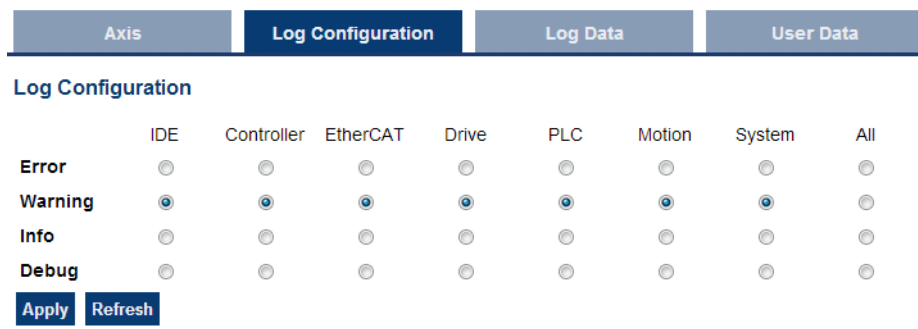 Axis Log Configuration Log Data User Data
Log Configuration
IDE Controller EtherCAT Drive PLC Motion System All
Error
Warning
Info
Debug
Apply Refresh